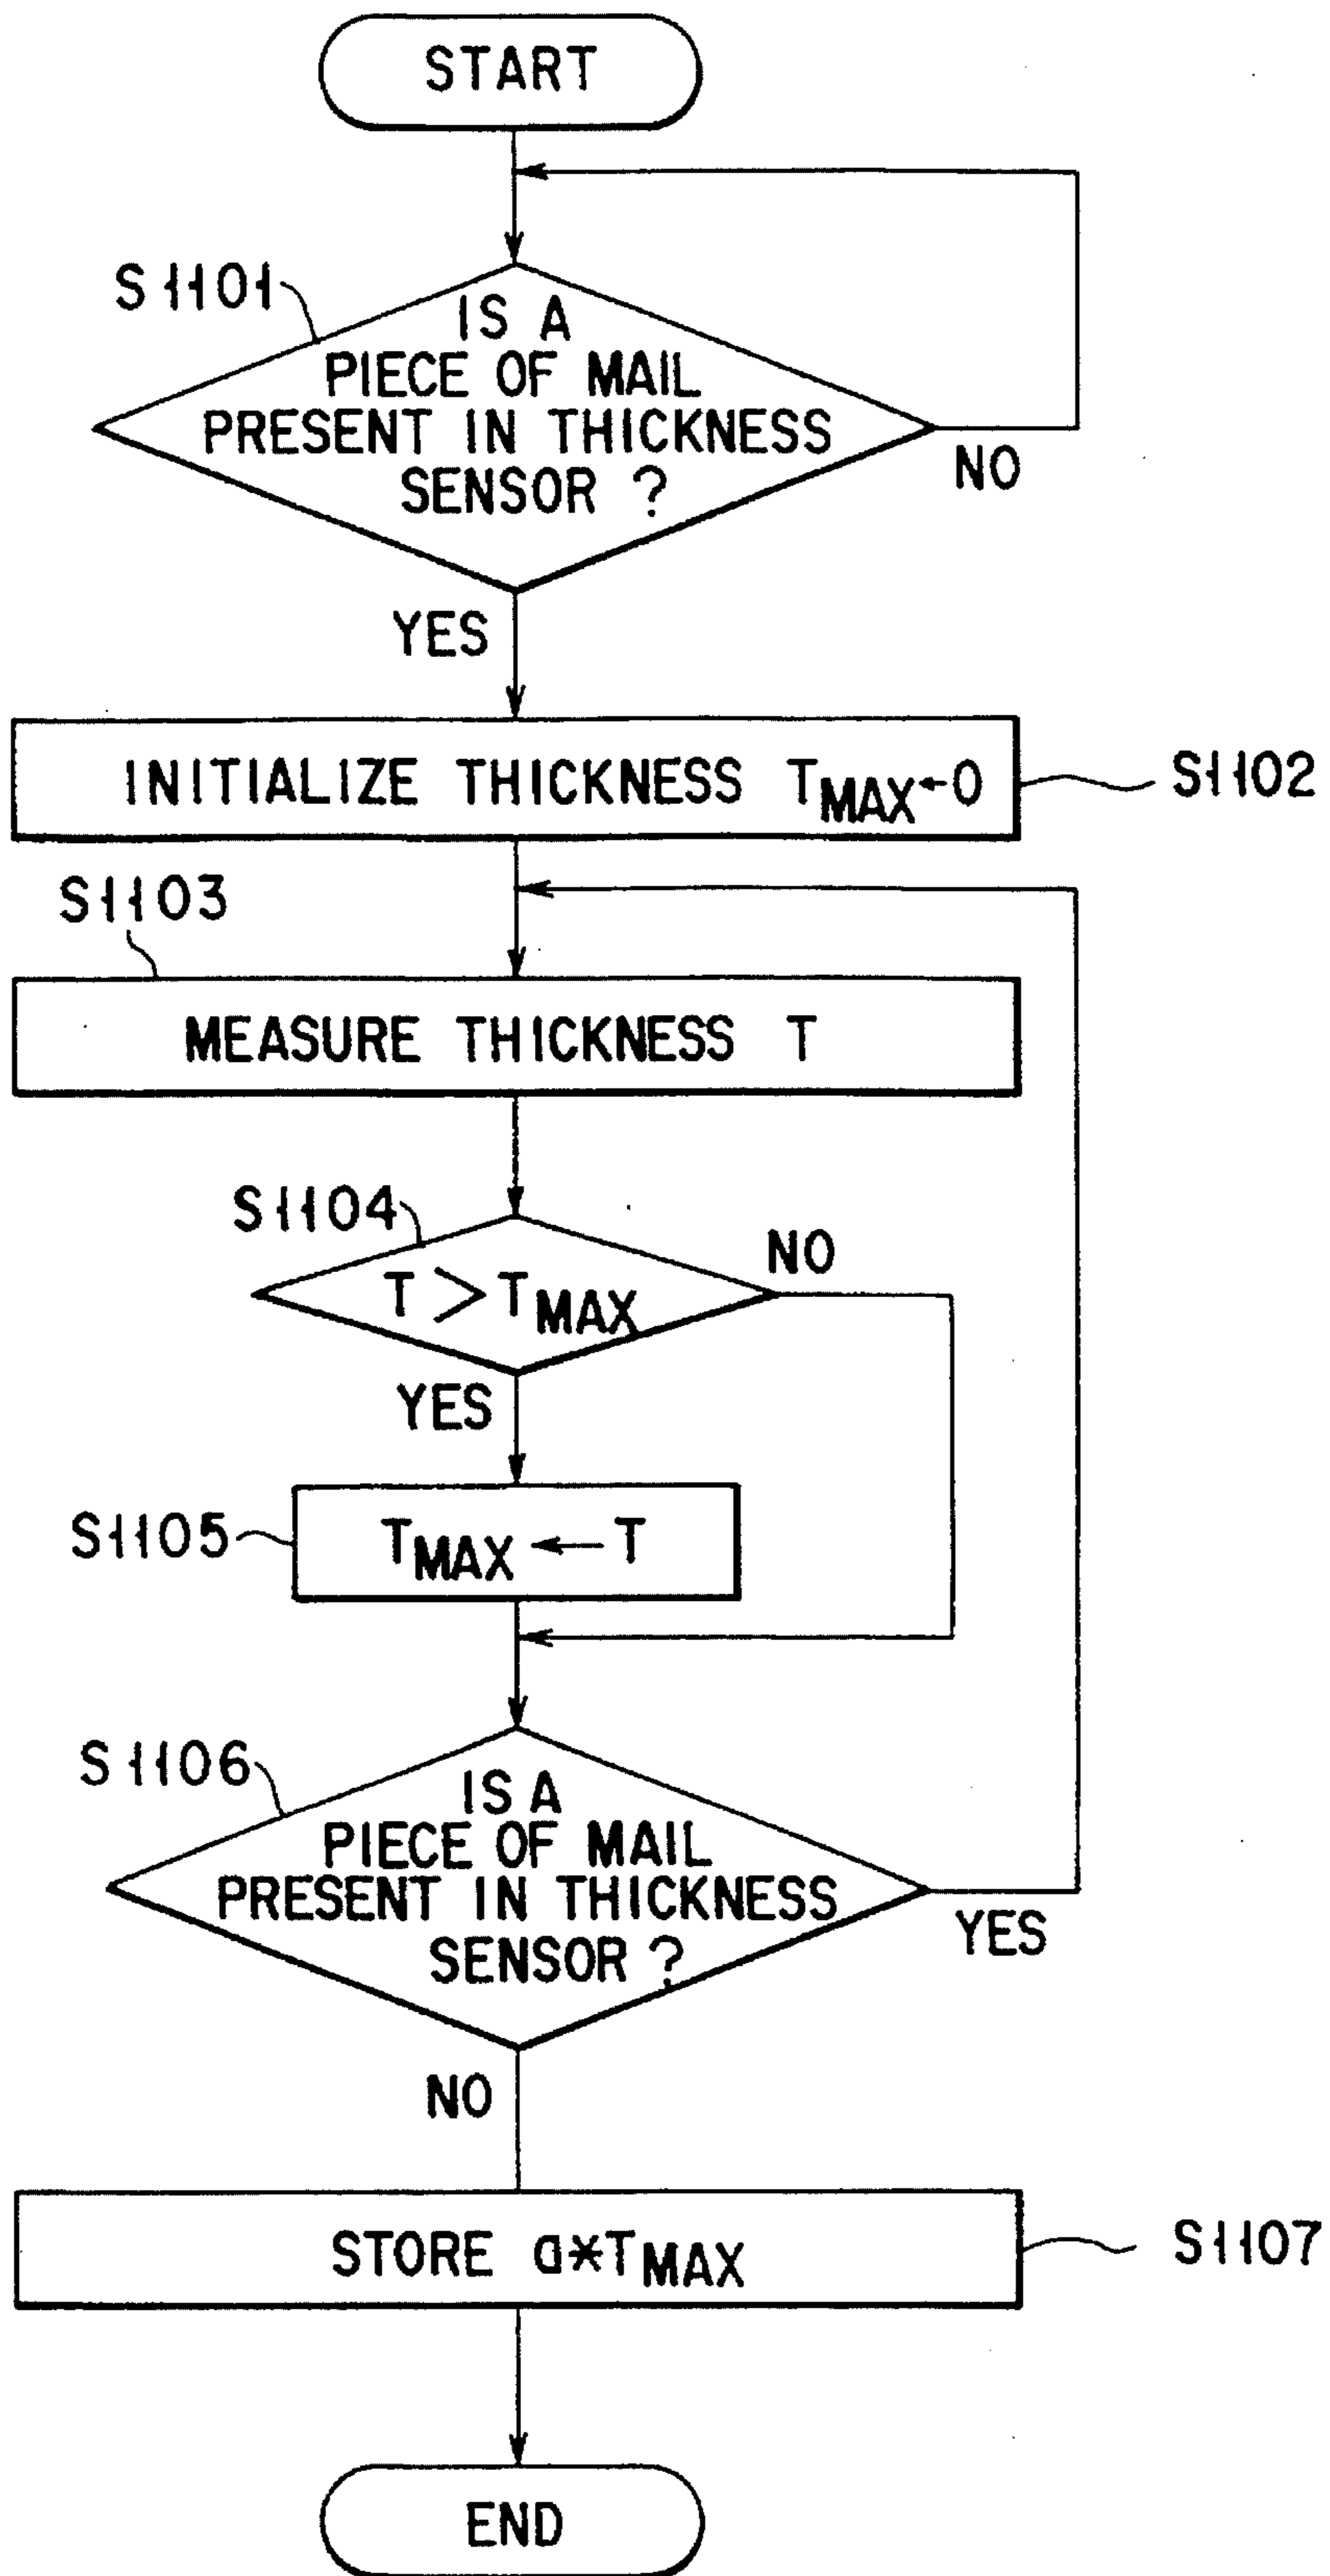 START
S1101
IS A
PIECE OF MAIL
PRESENT IN THICKNESS
SENSOR ?
NO
YES
INITIALIZE THICKNESS TMAX←0
S1102
S1103
MEASURE THICKNESS T
S1104
T > TMAX
NO
YES
S1105
TMAX ← T
S1106
IS A
PIECE OF MAIL
PRESENT IN THICKNESS
SENSOR ?
YES
NO
STORE a*TMAX
S1107
END